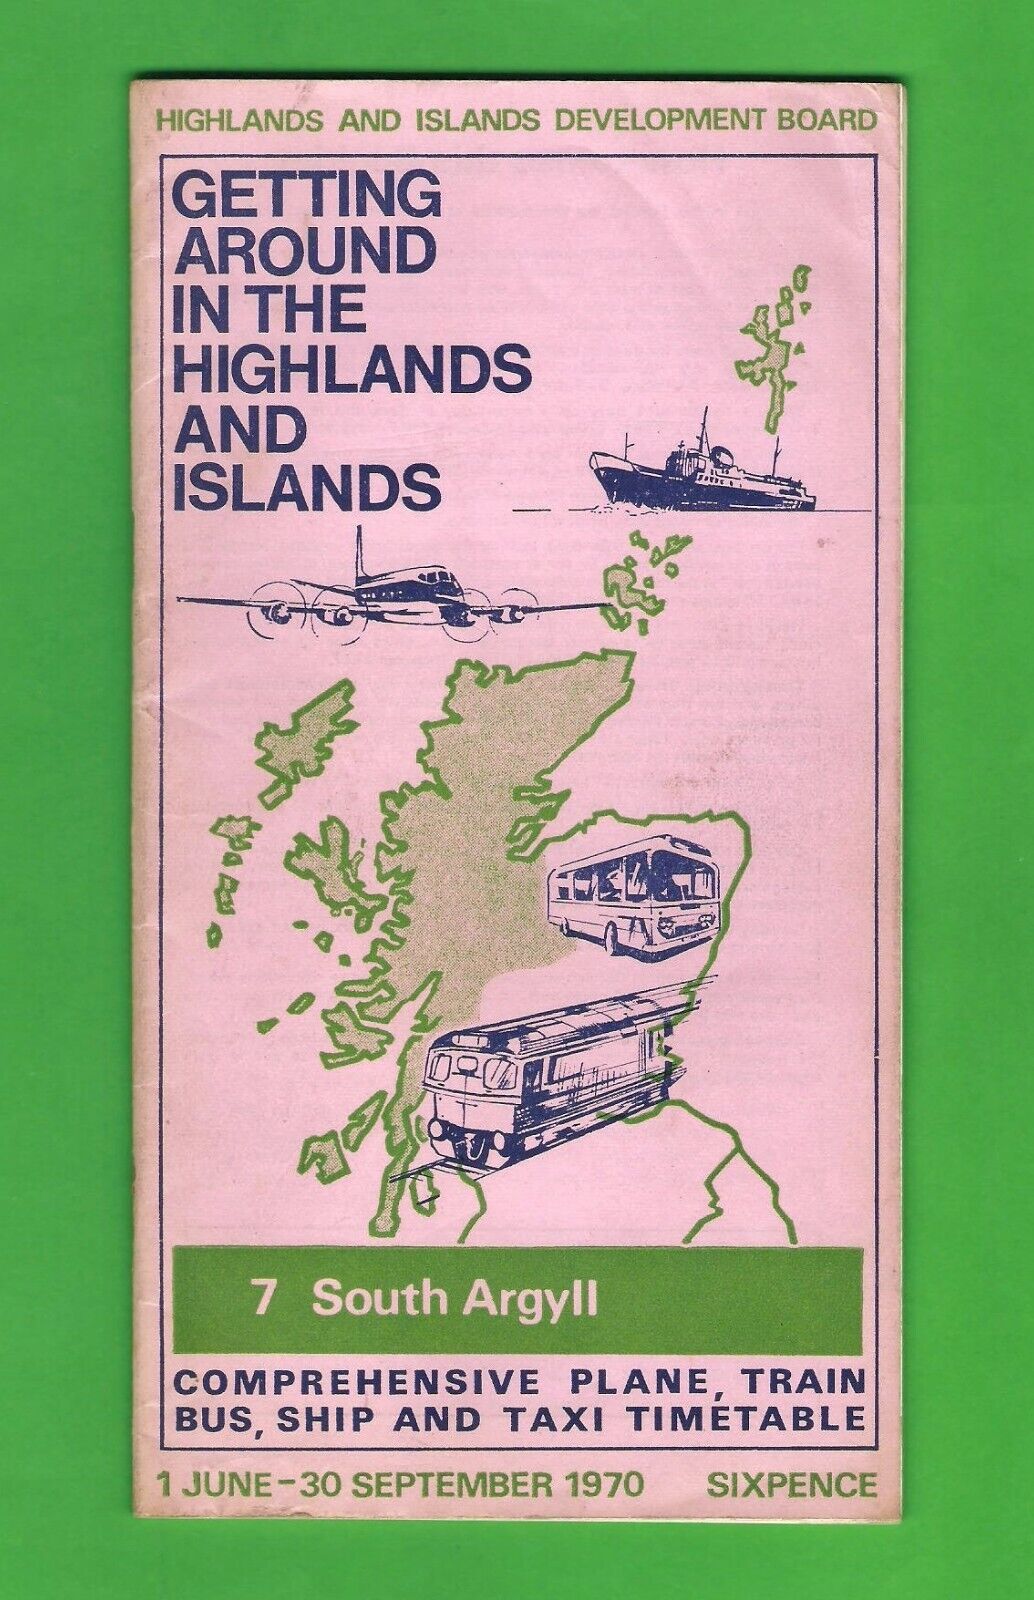 HIGHLANDS AND ISLANDS DEVELOPMENT BOARD
GETTING
AROUND
IN THE
HIGHLANDS
AND
ISLANDS
7 South Argyll
COMPREHENSIVE PLANE, TRAIN
BUS, SHIP AND TAXI TIMETABLE
1 JUNE-30 SEPTEMBER 1970 SIXPENCE